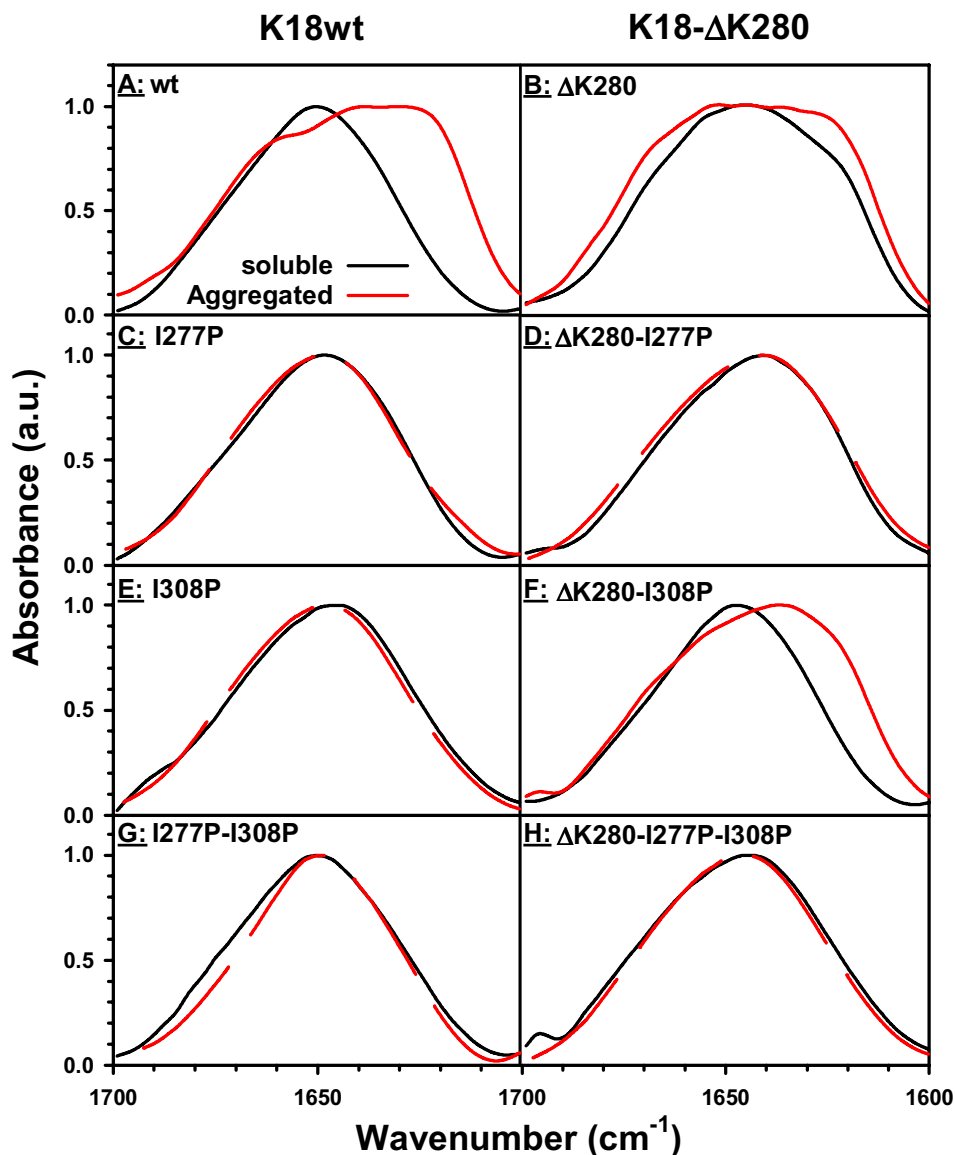 K18wt K18-ΔK280
A: wt B: ΔK280
1.0
0.5
soluble
Aggregated
0.0
C: I277P D: ΔK280-I277P
1.0
0.5
0.0
E: I308P F: ΔK280-I308P
1.0
0.5
0.0
G: I277P-I308P H: ΔK280-I277P-I308P
1.0
0.5
0.0
1700 1650 1700 1650 1600
Absorbance (a.u.)
Wavenumber (cm-1)